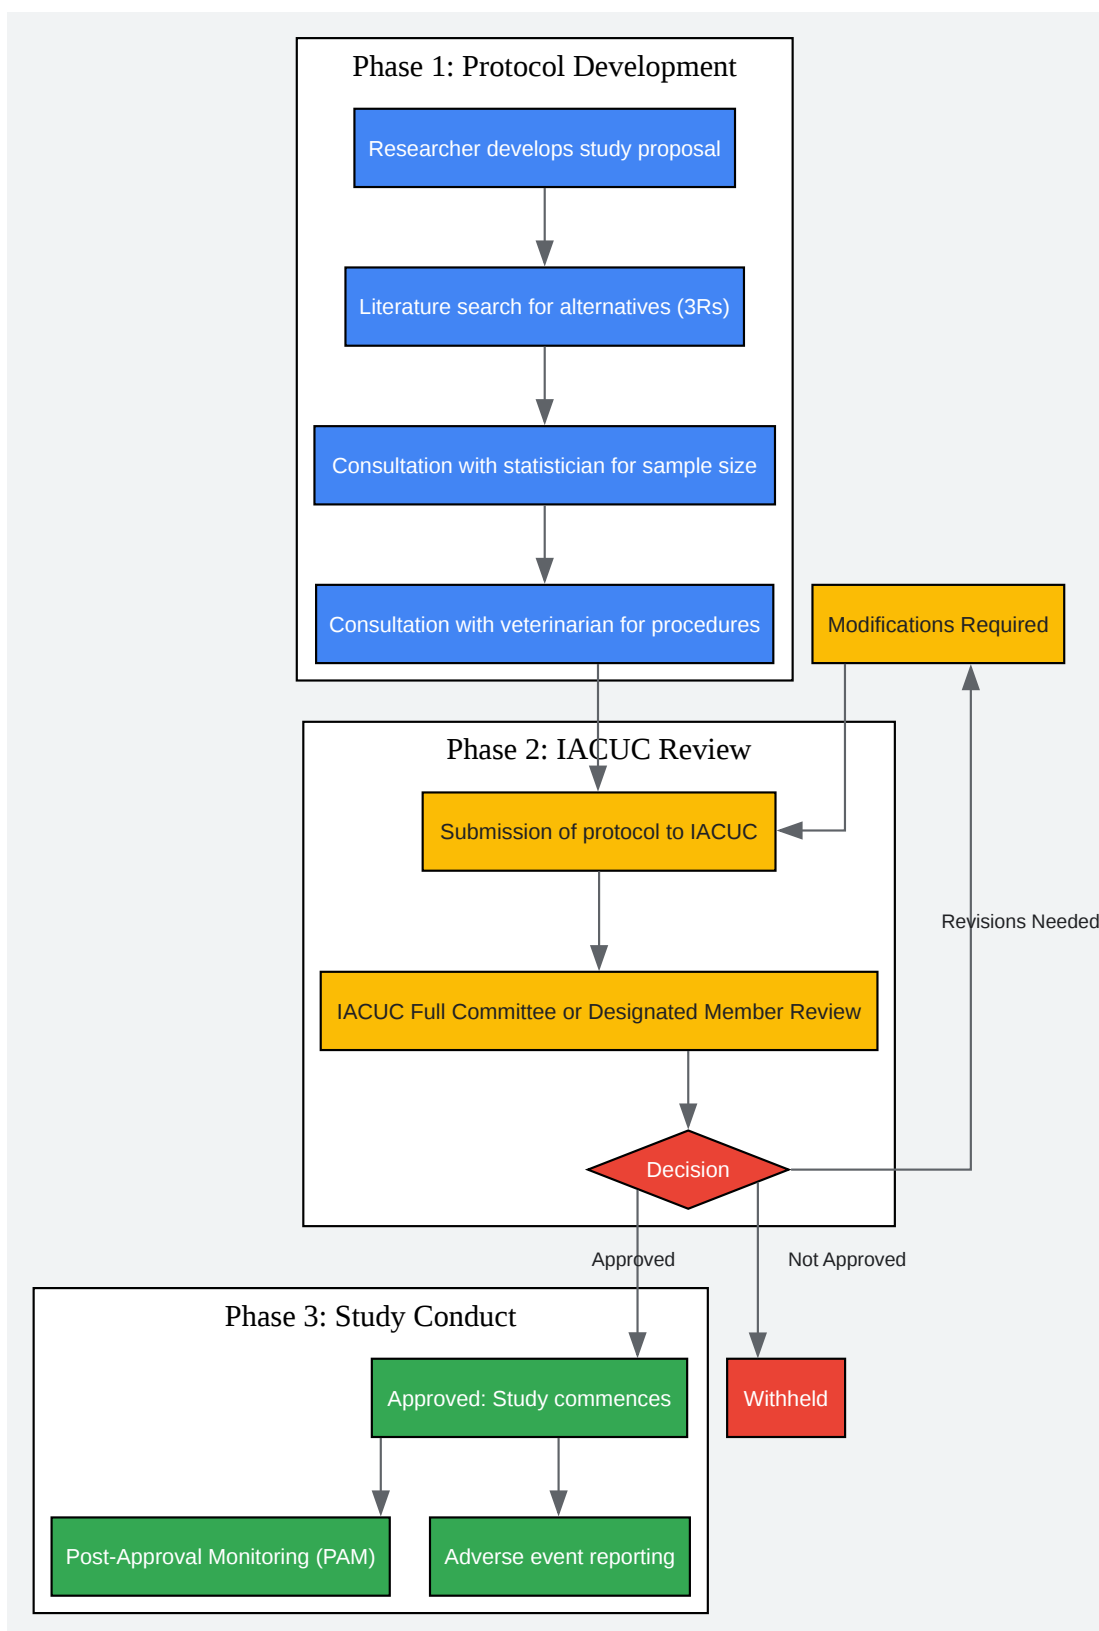 Phase 1: Protocol Development
Researcher develops study proposal
Literature search for alternatives (3Rs)
Consultation with statistician for sample size
Consultation with veterinarian for procedures
Modifications Required
Phase 2: IACUC Review
Submission of protocol to IACUC
Revisions Needed
IACUC Full Committee or Designated Member Review
Decision
Approved
Not Approved
Phase 3: Study Conduct
Approved: Study commences
Withheld
Post-Approval Monitoring (PAM)
Adverse event reporting